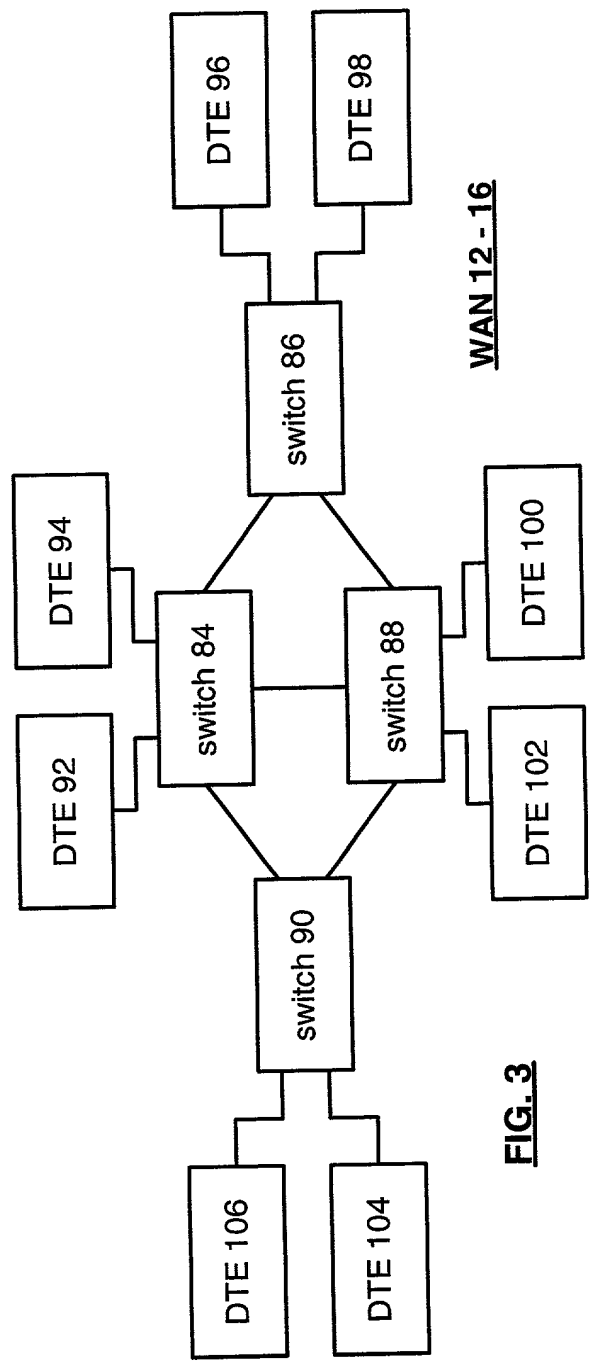 DTE 92
DTE 94
DTE 106
DTE 96
switch 84
switch 90
switch 86
DTE 104
DTE 98
switch 88
WAN 12 - 16
DTE 102
DTE 100
FIG. 3